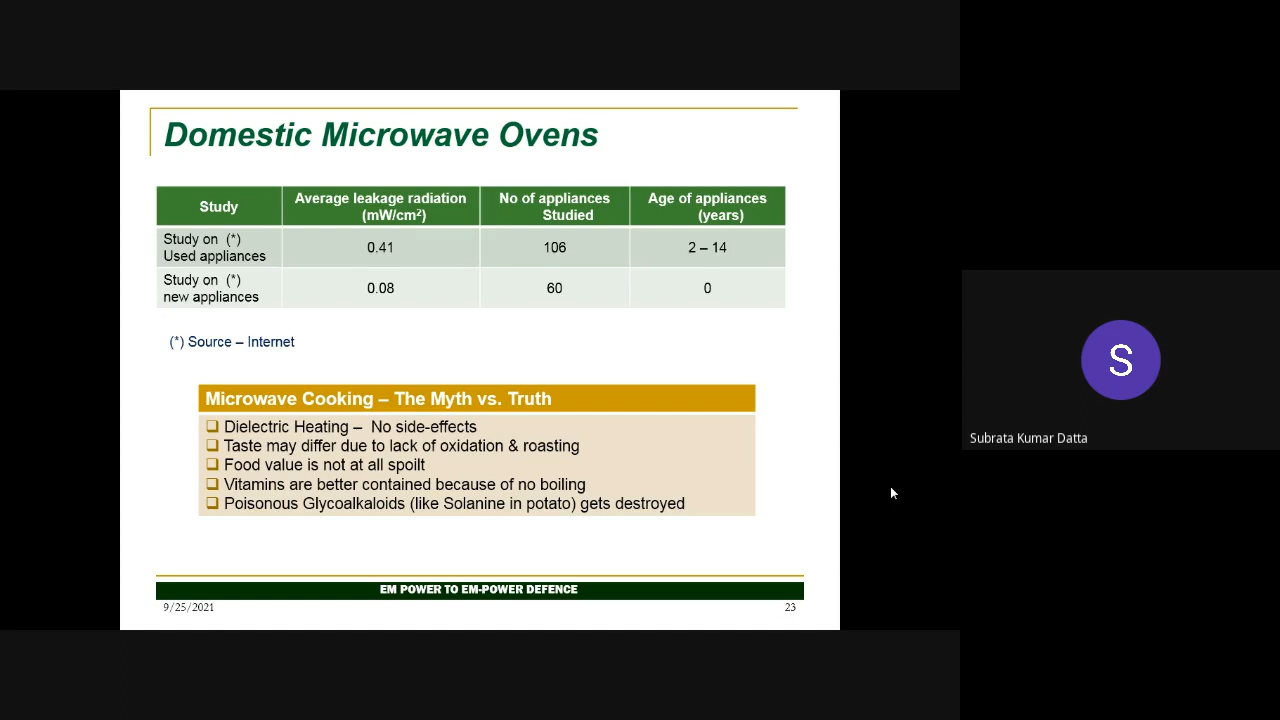 Domestic Microwave Ovens
Study
Average leakage radiation
(mW/cm²)
No of appliances
Studied
Age of appliances
(years)
Study on (*)
Used appliances
0.41
106
2 – 14
Study on (*)
new appliances
0.08
60
0
(*) Source – Internet
Microwave Cooking – The Myth vs. Truth
❑ Dielectric Heating – No side-effects
❑ Taste may differ due to lack of oxidation & roasting
❑ Food value is not at all spoilt
❑ Vitamins are better contained because of no boiling
❑ Poisonous Glycoalkaloids (like Solanine in potato) gets destroyed
EM POWER TO EM-POWER DEFENCE
9/25/2021
23
S
Subrata Kumar Datta